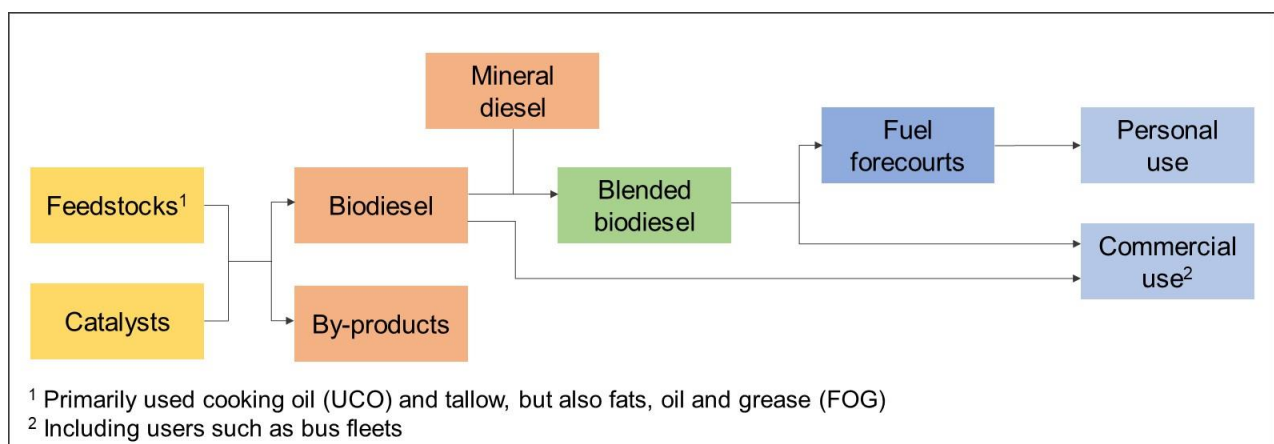 Mineral
diesel
Fuel
forecourts
Personal
use
Feedstocks¹
Biodiesel
Blended
biodiesel
Commercial
use²
Catalysts
By-products
¹ Primarily used cooking oil (UCO) and tallow, but also fats, oil and grease (FOG)
² Including users such as bus fleets